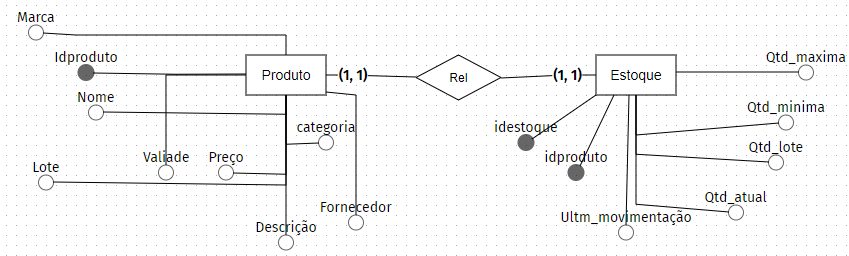 Marca
Idproduto
Produto
(1, 1)
Rel
(1, 1)
Estoque
Qtd_maxima
Nome
categoria
idestoque
Qtd_minima
Lote
Valiade
Preço
idproduto
Qtd_lote
Descrição
Fornecedor
Ultm_movimentação
Qtd_atual